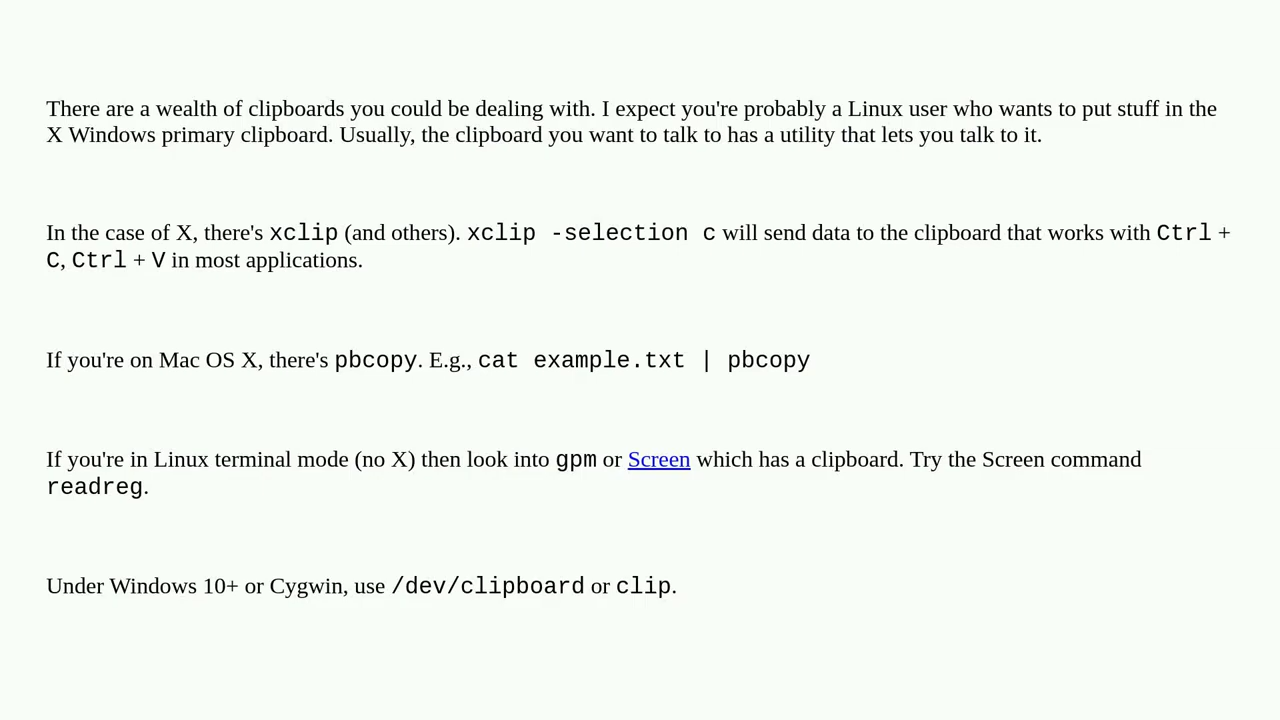 There are a wealth of clipboards you could be dealing with. I expect you're probably a Linux user who wants to put stuff in the
X Windows primary clipboard. Usually, the clipboard you want to talk to has a utility that lets you talk to it.
In the case of X, there's xclip (and others). xclip -selection c will send data to the clipboard that works with Ctrl +
C, Ctrl + V in most applications.
If you're on Mac OS X, there's pbcopy. E.g., cat example.txt | pbcopy
If you're in Linux terminal mode (no X) then look into gpm or Screen which has a clipboard. Try the Screen command
readreg.
Under Windows 10+ or Cygwin, use /dev/clipboard or clip.